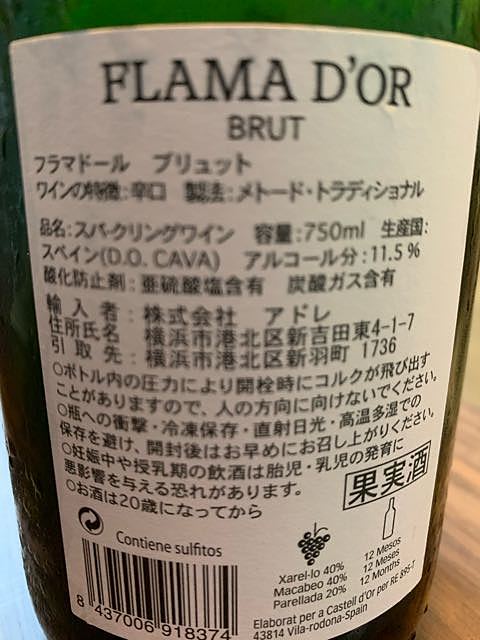 FLAMA D'OR
BRUT
フラマドール　ブリュット
ワインの特徴:辛口　製法:メトード・トラディショナル
品名:スパークリングワイン　容量:750ml　生産国:
スペイン(D.O. CAVA)　アルコール分:11.5%
酸化防止剤:亜硫酸塩含有　炭酸ガス含有
輸入者:株式会社　アドレ
住所氏名　横浜市港北区新吉田東4-1-7
引取先:横浜市港北区新羽町 1736
○ボトル内の圧力により開栓時にコルクが飛び出す
ことがありますので、人の方向に向けないでください。
○瓶への衝撃・冷凍保存・直射日光・高温多湿での
保存を避け、開封後はお早めにお召し上がりください。
○妊娠中や授乳期の飲酒は胎児・乳児の発育に
悪影響を与える恐れがあります。
○お酒は20歳になってから
果実酒
Contiene sulfitos
Xarel-lo 40%
Macabeo 40%
Parellada 20%
12 Mesos
12 Meses
12 Months
Elaborat per a Castell d'Or per RE 895-T
43814 Vila-rodona-Spain
8 437006 918374